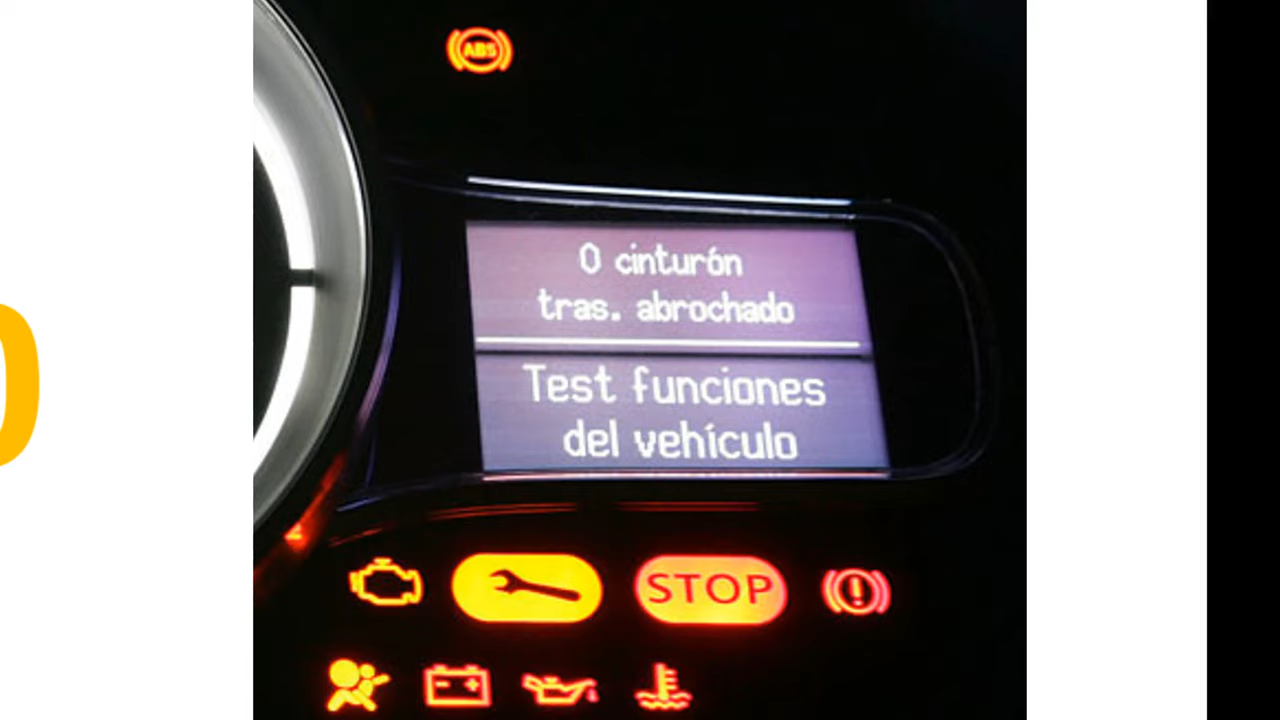 ABS
0 cinturón
tras. abrochado
Test funciones
del vehículo
STOP